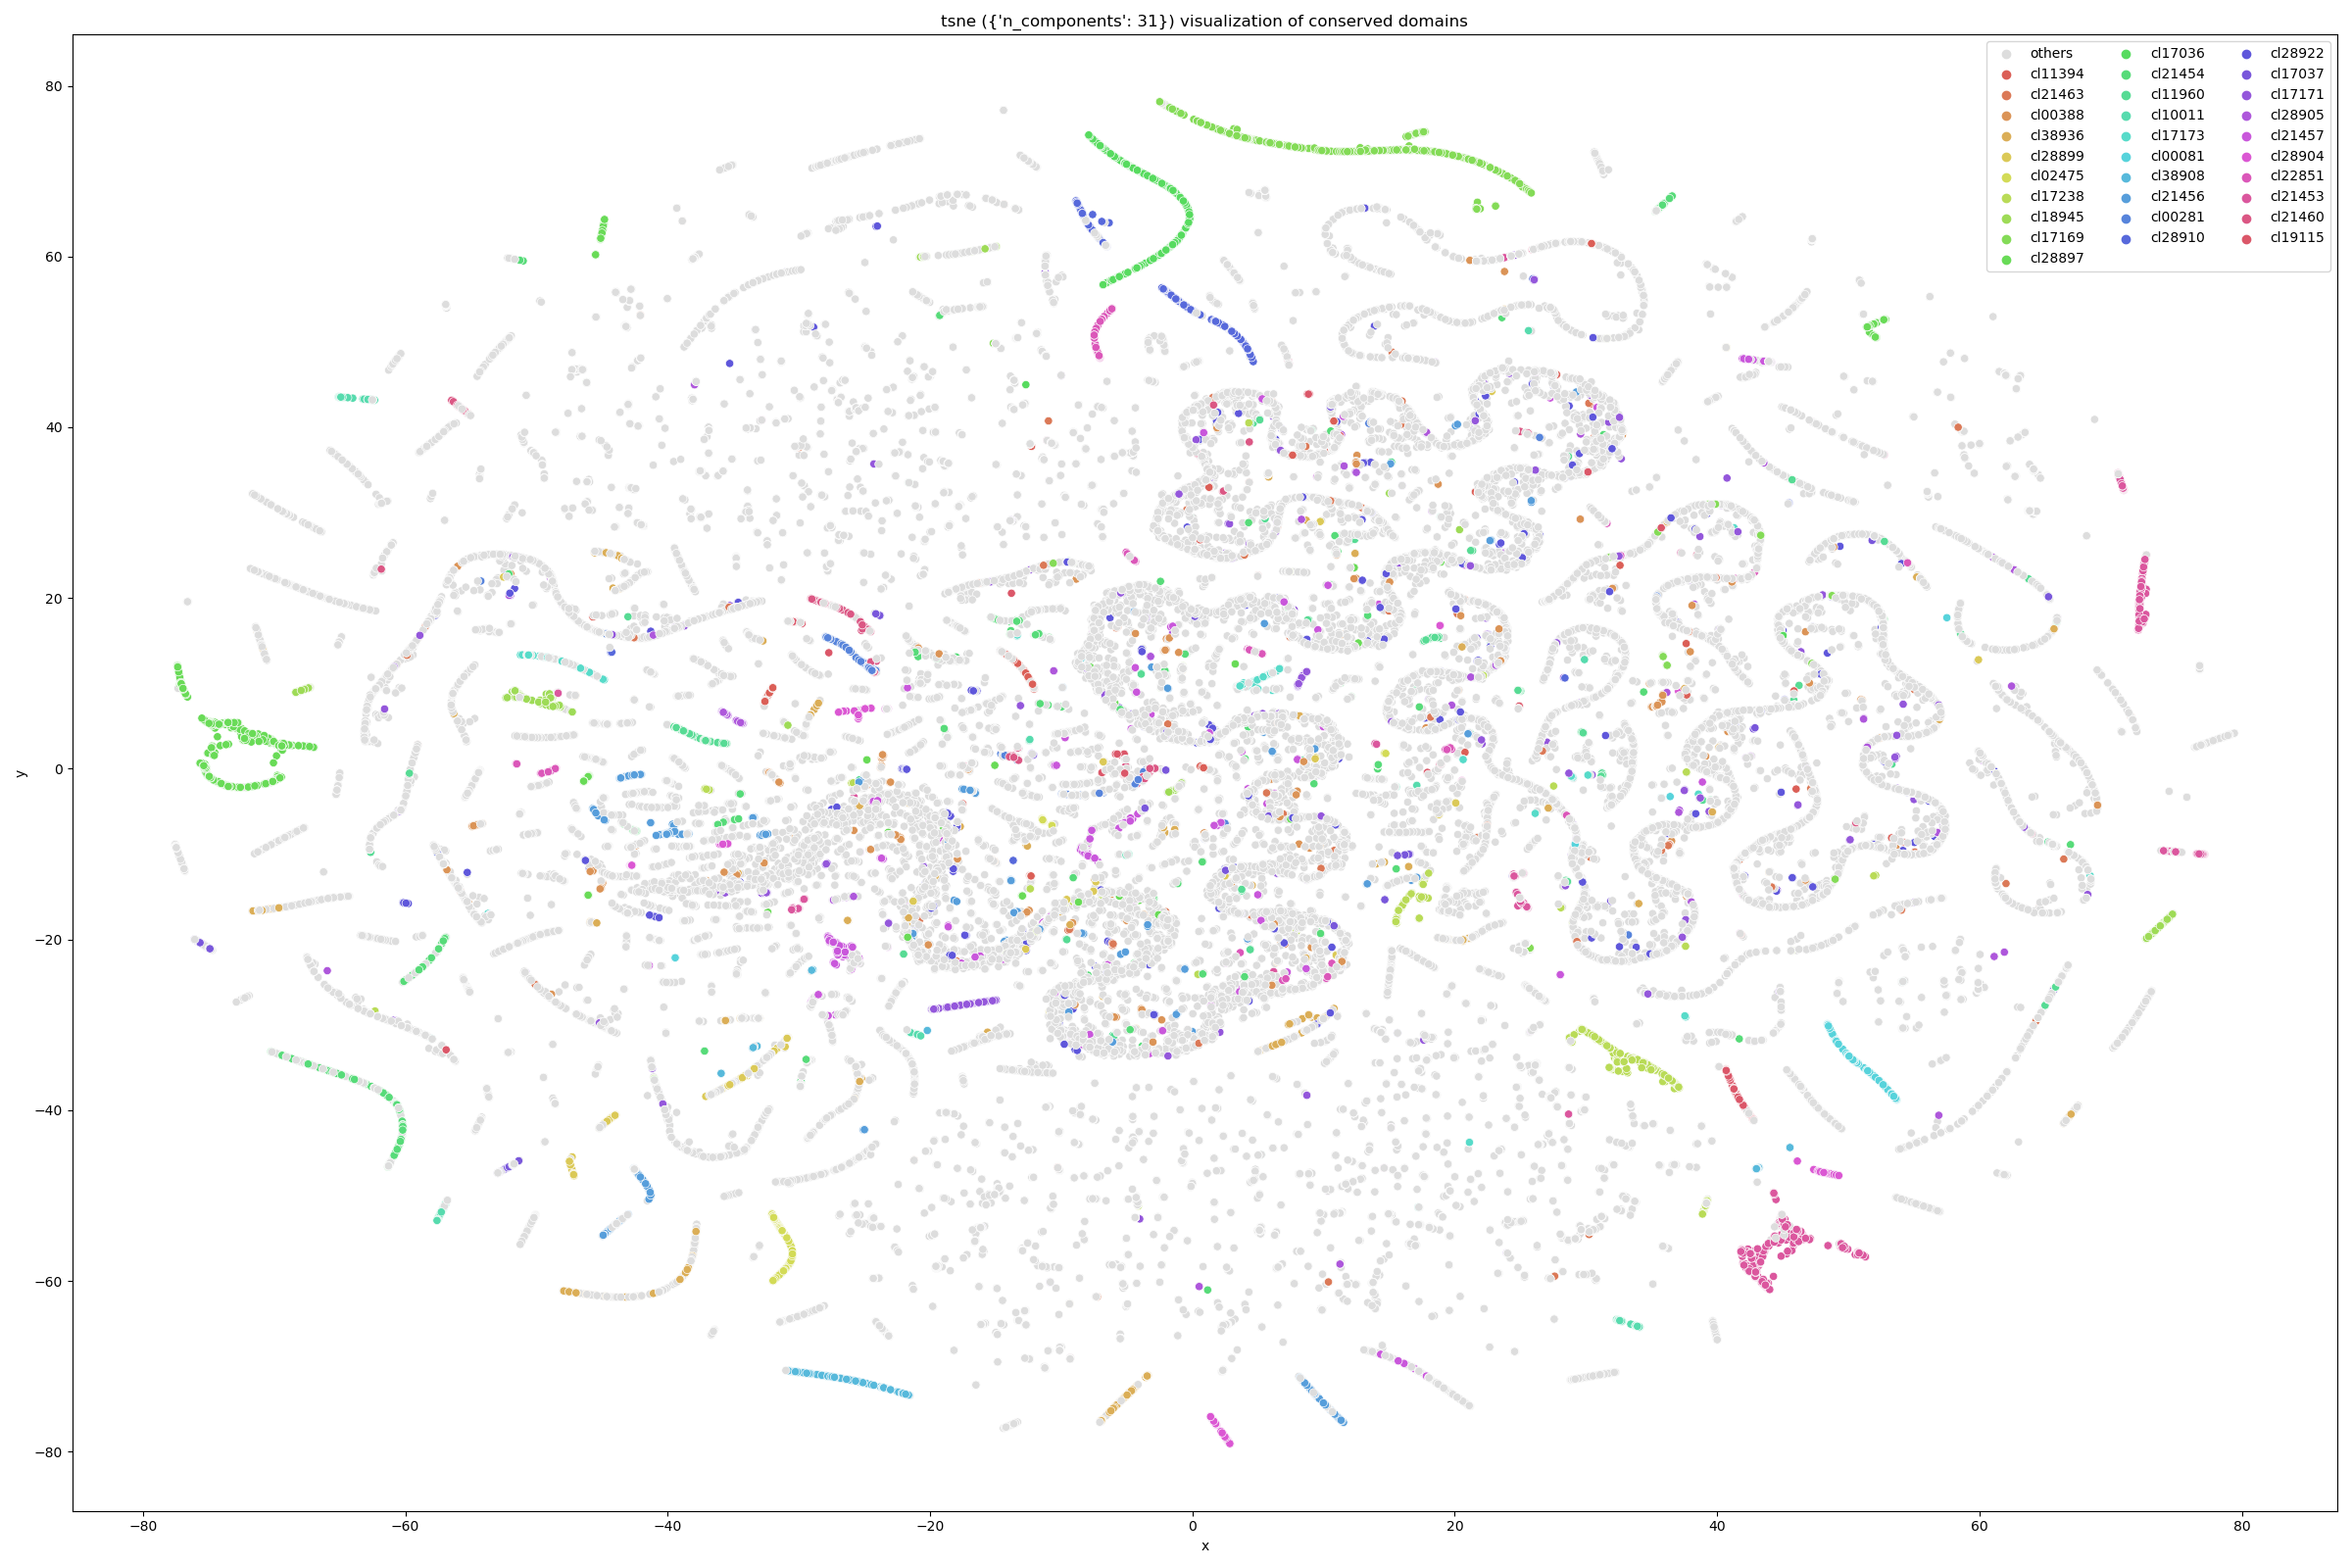 tsne ({'n_components': 31}) visualization of conserved domains
others
cl11394
cl21463
cl00388
cl38936
cl28899
cl02475
cl17238
cl18945
cl17169
cl28897
cl17036
cl21454
cl11960
cl10011
cl17173
cl00081
cl38908
cl21456
cl00281
cl28910
cl28922
cl17037
cl17171
cl28905
cl21457
cl28904
cl22851
cl21453
cl21460
cl19115
80
60
40
20
0
−20
−40
−60
−80
y
−80
−60
−40
−20
0
20
40
60
80
x